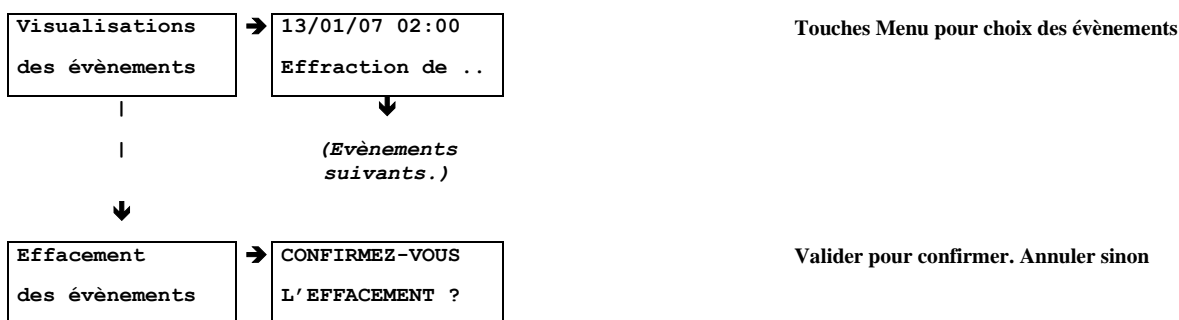 Visualisations ➔ 13/01/07 02:00 Touches Menu pour choix des évènements
des évènements Effraction de ..
| 
| (Evènements
suivants.)
Effacement ➔ CONFIRMEZ-VOUS Valider pour confirmer. Annuler sinon
des évènements L'EFFACEMENT ?